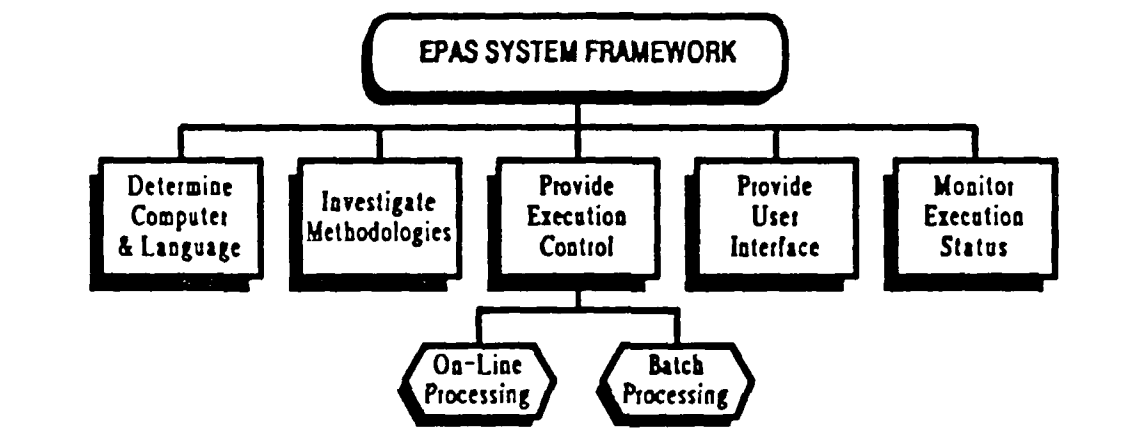 EPAS SYSTEM FRAMEWORK
Determine
Computer
& Language
Investigate
Methodologies
Provide
Execution
Control
Provide
User
Interface
Monitor
Execution
Status
On-Line
Processing
Batch
Processing